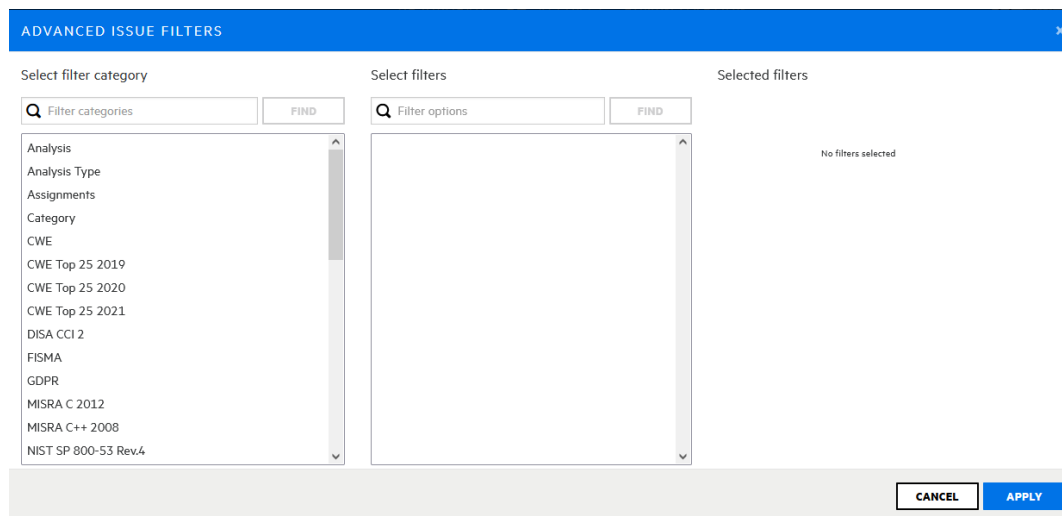 ADVANCED ISSUE FILTERS
Select filter category
Filter categories
FIND
Analysis
Analysis Type
Assignments
Category
CWE
CWE Top 25 2019
CWE Top 25 2020
CWE Top 25 2021
DISA CCI 2
FISMA
GDPR
MISRA C 2012
MISRA C++ 2008
NIST SP 800-53 Rev.4
Select filters
Filter options
FIND
Selected filters
No filters selected
CANCEL
APPLY